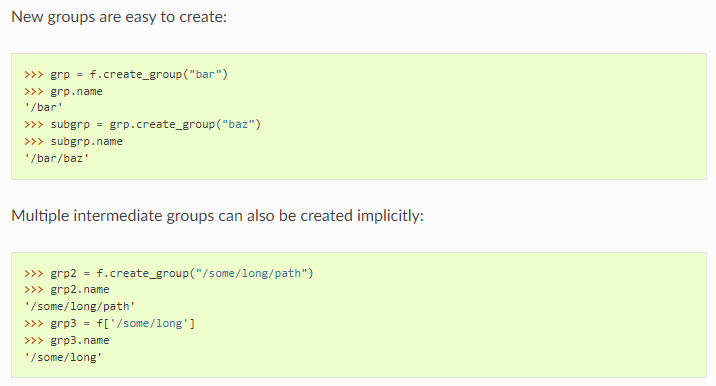 New groups are easy to create:
>>> grp = f.create_group("bar")
>>> grp.name
'/bar'
>>> subgrp = grp.create_group("baz")
>>> subgrp.name
'/bar/baz'
Multiple intermediate groups can also be created implicitly:
>>> grp2 = f.create_group("/some/long/path")
>>> grp2.name
'/some/long/path'
>>> grp3 = f['/some/long']
>>> grp3.name
'/some/long'